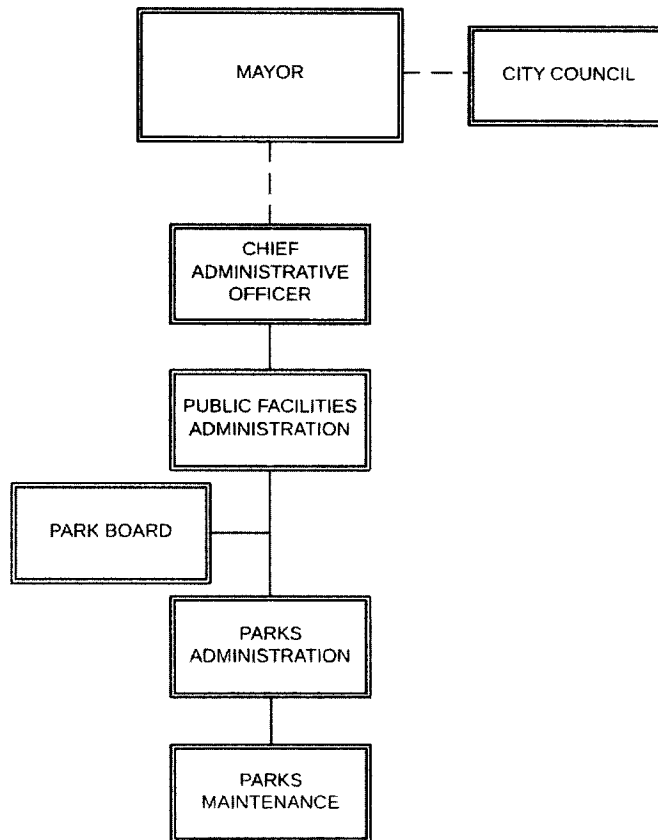 MAYOR
CITY COUNCIL
CHIEF
ADMINISTRATIVE
OFFICER
PUBLIC FACILITIES
ADMINISTRATION
PARK BOARD
PARKS
ADMINISTRATION
PARKS
MAINTENANCE